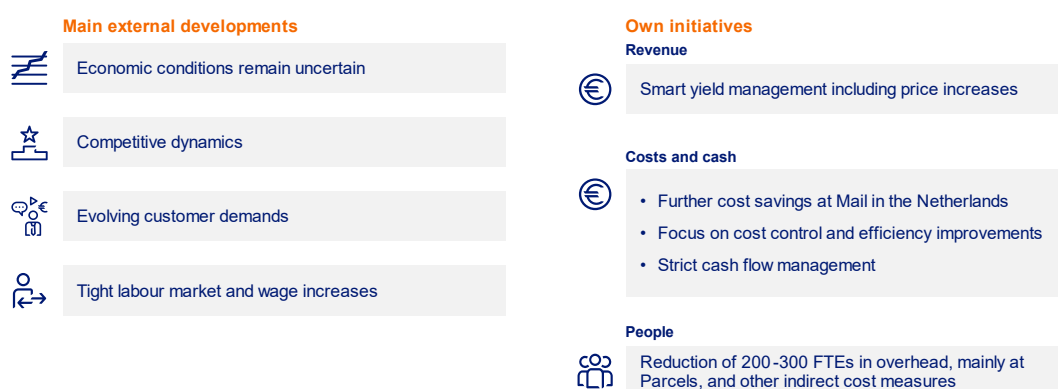 Main external developments
Economic conditions remain uncertain
Competitive dynamics
Evolving customer demands
Tight labour market and wage increases
Own initiatives
Revenue
Smart yield management including price increases
Costs and cash
• Further cost savings at Mail in the Netherlands
• Focus on cost control and efficiency improvements
• Strict cash flow management
People
Reduction of 200-300 FTEs in overhead, mainly at
Parcels, and other indirect cost measures